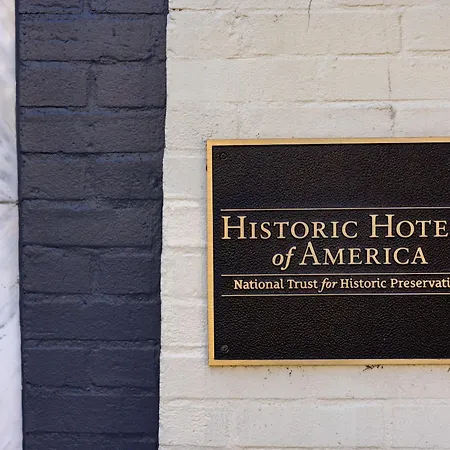 HISTORIC HOTE
of AMERICA
National Trust for Historic Preservati